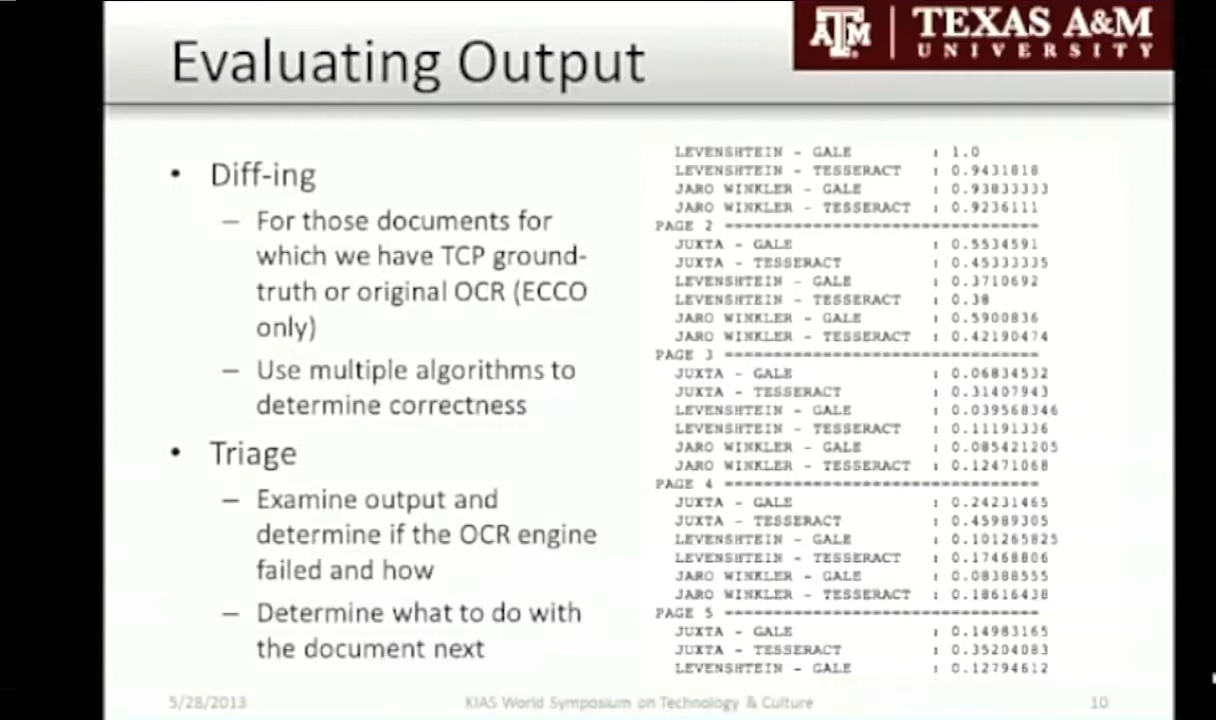 Evaluating Output
ATM
TEXAS A&M
UNIVERSITY
• Diff-ing
– For those documents for
which we have TCP ground-
truth or original OCR (ECCO
only)
– Use multiple algorithms to
determine correctness
• Triage
– Examine output and
determine if the OCR engine
failed and how
– Determine what to do with
the document next
LEVENSHTEIN - GALE : 1.0
LEVENSHTEIN - TESSERACT : 0.9431818
JARO WINKLER - GALE : 0.93833333
JARO WINKLER - TESSERACT : 0.9236111
PAGE 2 ----------------------------------
JUXTA - GALE : 0.5534591
JUXTA - TESSERACT : 0.45333335
LEVENSHTEIN - GALE : 0.3710692
LEVENSHTEIN - TESSERACT : 0.38
JARO WINKLER - GALE : 0.5900836
JARO WINKLER - TESSERACT : 0.42190474
PAGE 3 ----------------------------------
JUXTA - GALE : 0.06834532
JUXTA - TESSERACT : 0.31407943
LEVENSHTEIN - GALE : 0.039568346
LEVENSHTEIN - TESSERACT : 0.11191336
JARO WINKLER - GALE : 0.085421205
JARO WINKLER - TESSERACT : 0.12471068
PAGE 4 ----------------------------------
JUXTA - GALE : 0.24231465
JUXTA - TESSERACT : 0.45989305
LEVENSHTEIN - GALE : 0.101265825
LEVENSHTEIN - TESSERACT : 0.17468806
JARO WINKLER - GALE : 0.08388555
JARO WINKLER - TESSERACT : 0.18616438
PAGE 5 ----------------------------------
JUXTA - GALE : 0.14983165
JUXTA - TESSERACT : 0.35204083
LEVENSHTEIN - GALE : 0.12794612
5/28/2013
KIAS World Symposium on Technology & Culture
10